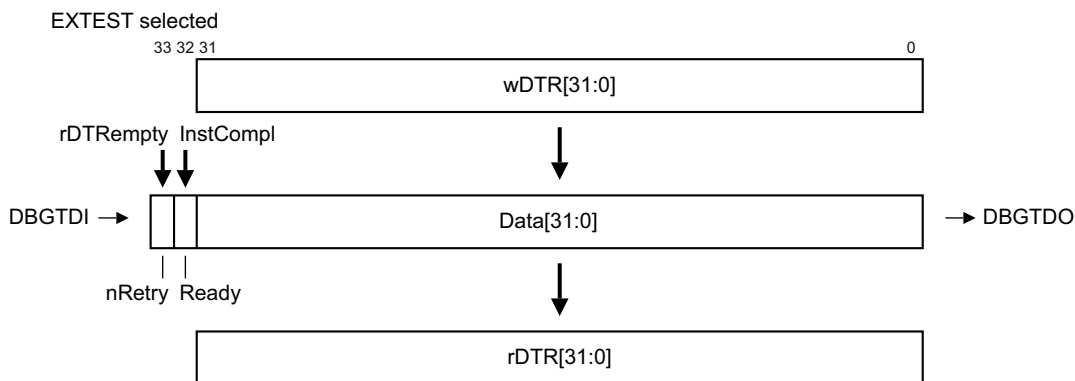 EXTEST selected
33 32 31 0
wDTR[31:0]
rDTRempty InstCompl
DBGTDI Data[31:0] DBGTDO
nRetry Ready
rDTR[31:0]